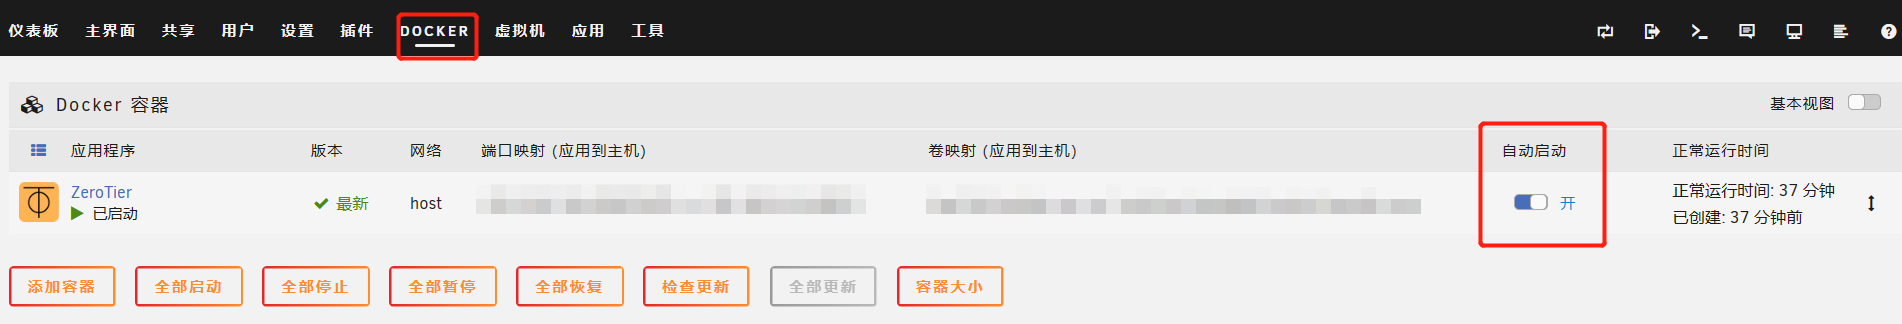 仪表板 主界面 共享 用户 设置 插件 DOCKER 虚拟机 应用 工具
Docker 容器 基本视图
应用程序 版本 网络 端口映射 (应用到主机) 卷映射 (应用到主机) 自动启动 正常运行时间
ZeroTier 最新 host 开 正常运行时间: 37 分钟
已启动 已创建: 37 分钟前
添加容器 全部启动 全部停止 全部暂停 全部恢复 检查更新 全部更新 容器大小